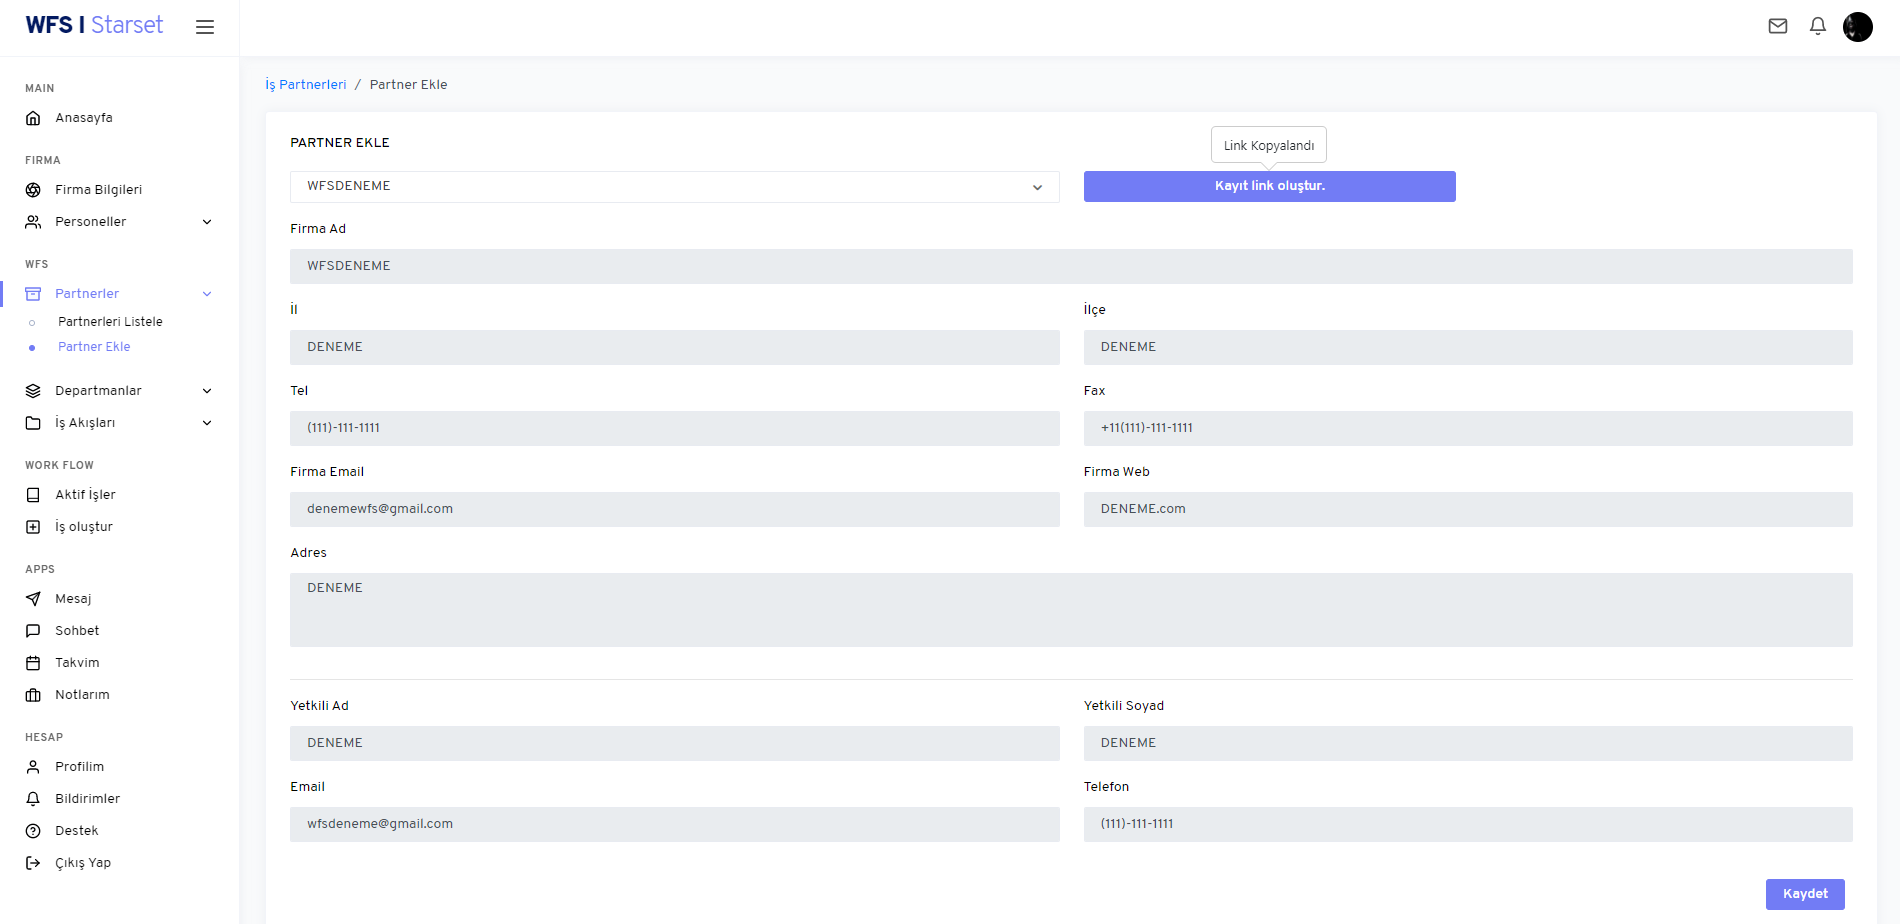 WFS | Starset
MAIN
Anasayfa
FIRMA
Firma Bilgileri
Personeller
WFS
Partnerler
Partnerleri Listele
Partner Ekle
Departmanlar
İş Akışları
WORK FLOW
Aktif İşler
İş oluştur
APPS
Mesaj
Sohbet
Takvim
Notlarım
HESAP
Profilim
Bildirimler
Destek
Çıkış Yap
İş Partnerleri / Partner Ekle
PARTNER EKLE
Link Kopyalandı
WFSDENEME
Kayıt link oluştur.
Firma Ad
WFSDENEME
İl
İlçe
DENEME
DENEME
Tel
Fax
(111)-111-1111
+11(111)-111-1111
Firma Email
Firma Web
denemewfs@gmail.com
DENEME.com
Adres
DENEME
Yetkili Ad
Yetkili Soyad
DENEME
DENEME
Email
Telefon
wfsdeneme@gmail.com
(111)-111-1111
Kaydet